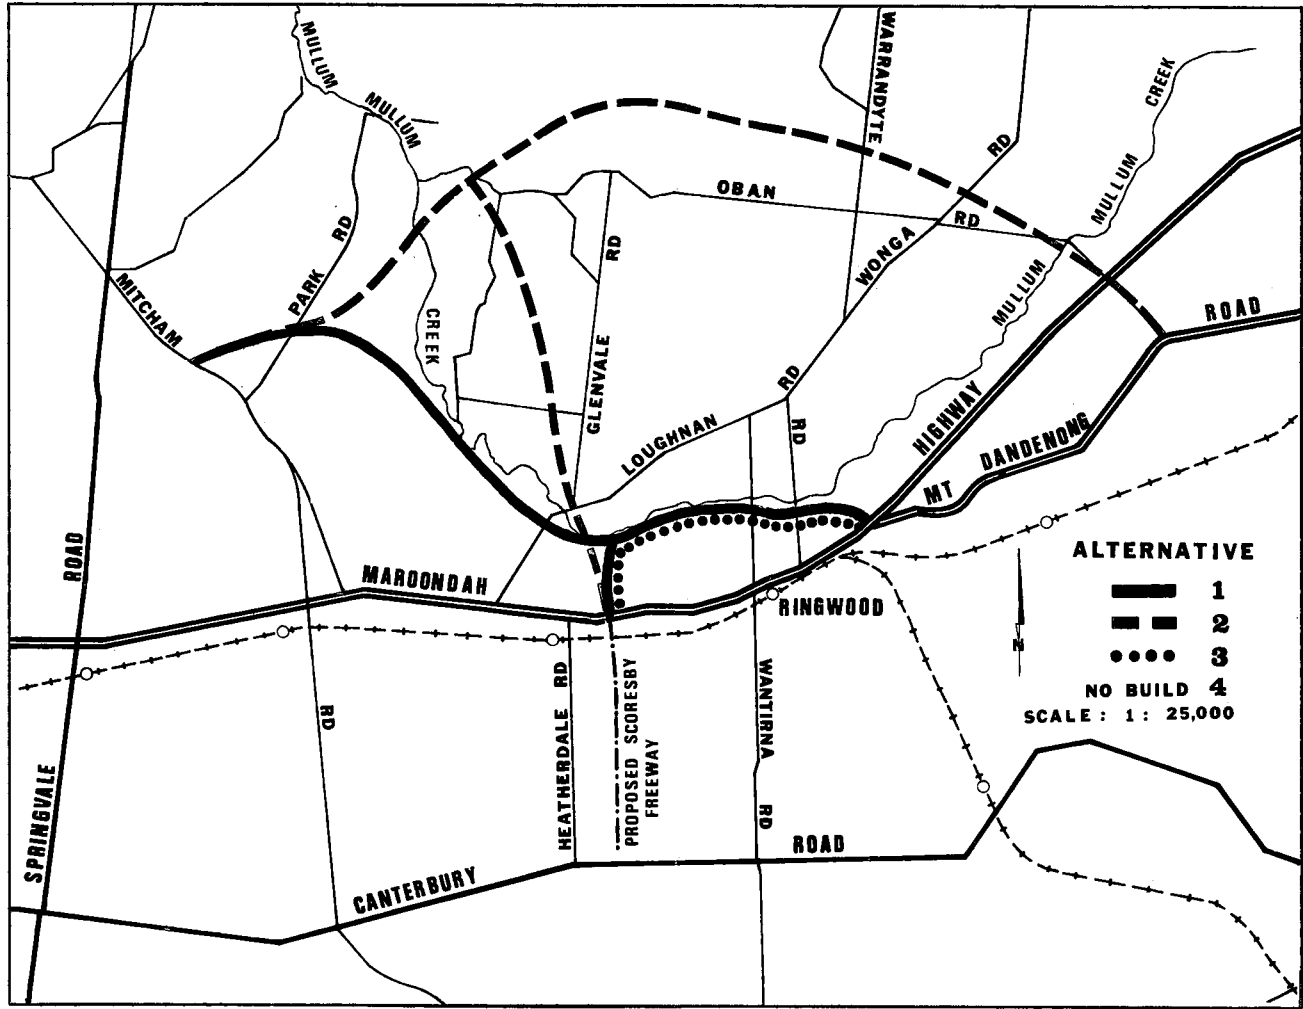 MULLUM
MULLUM
CREEK
WARRANDYTE
RD
WONGA
RD
OBAN
RD
MULLUM
MULLUM
CREEK
MITCHAM
RD
PARK
RD
GLENVALE
RD
LOUGHNAN
RD
HIGHWAY
MT
DANDENONG
ROAD
MAROONDAH
RINGWOOD
SPRINGVALE
ROAD
HEATHERDALE RD
PROPOSED SCORESBY
FREEWAY
WANTIRNA
RD
CANTERBURY
ROAD
ALTERNATIVE
1
2
3
NO BUILD 4
SCALE : 1 : 25,000
N